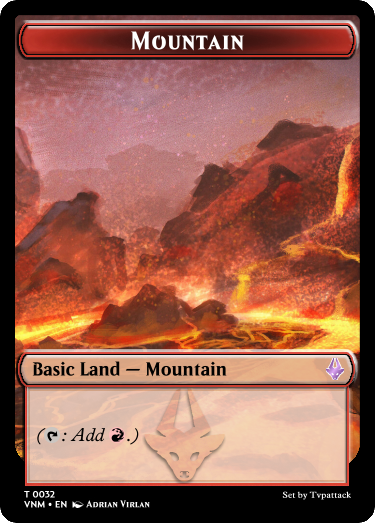 Mountain
Basic Land — Mountain
(: Add .)
T 0032
VNM • EN Adrian Virlan
Set by Tvpattack